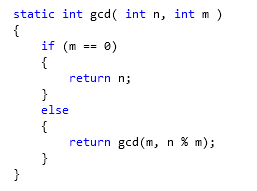 static int gcd( int n, int m )
{
    if (m == 0)
    {
        return n;
    }
    else
    {
        return gcd(m, n % m);
    }
}